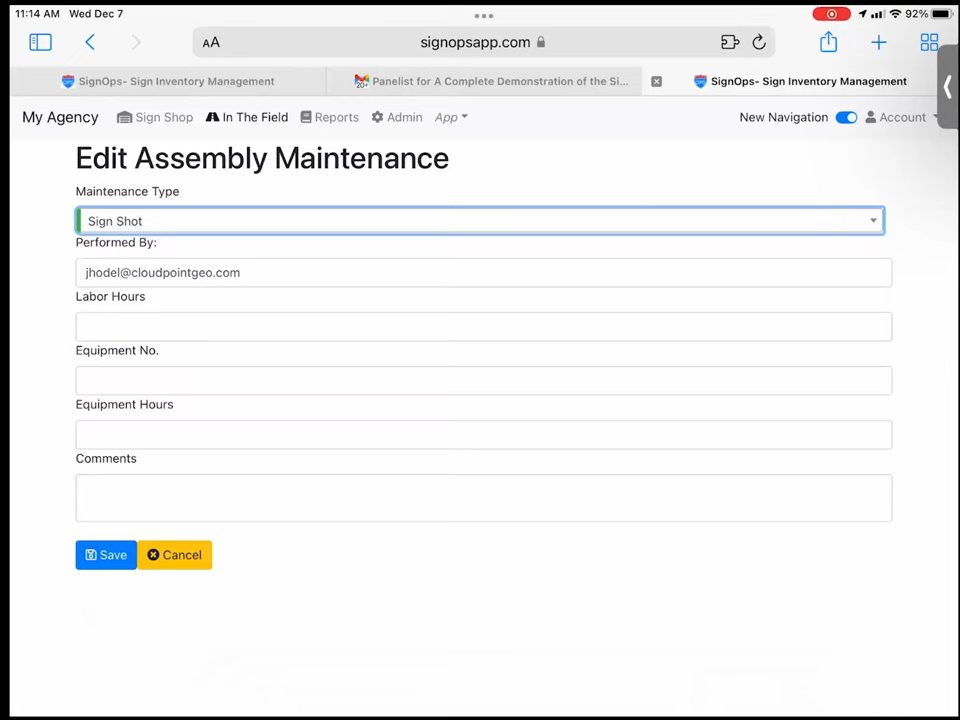 11:14 AM Wed Dec 7
92%
AA
signopsapp.com
SignOps- Sign Inventory Management
20+
Panelist for A Complete Demonstration of the Si...
SignOps- Sign Inventory Management
My Agency Sign Shop In The Field Reports Admin App New Navigation Account
Edit Assembly Maintenance
Maintenance Type
Sign Shot
Performed By:
jhodel@cloudpointgeo.com
Labor Hours
Equipment No.
Equipment Hours
Comments
Save Cancel